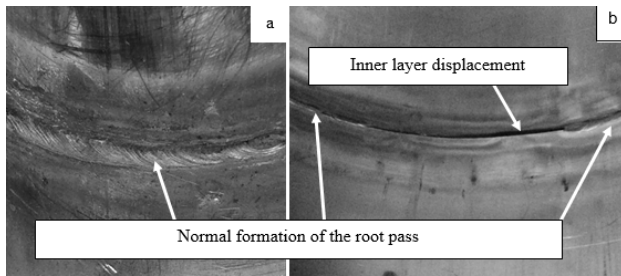 a
b
Inner layer displacement
Normal formation of the root pass